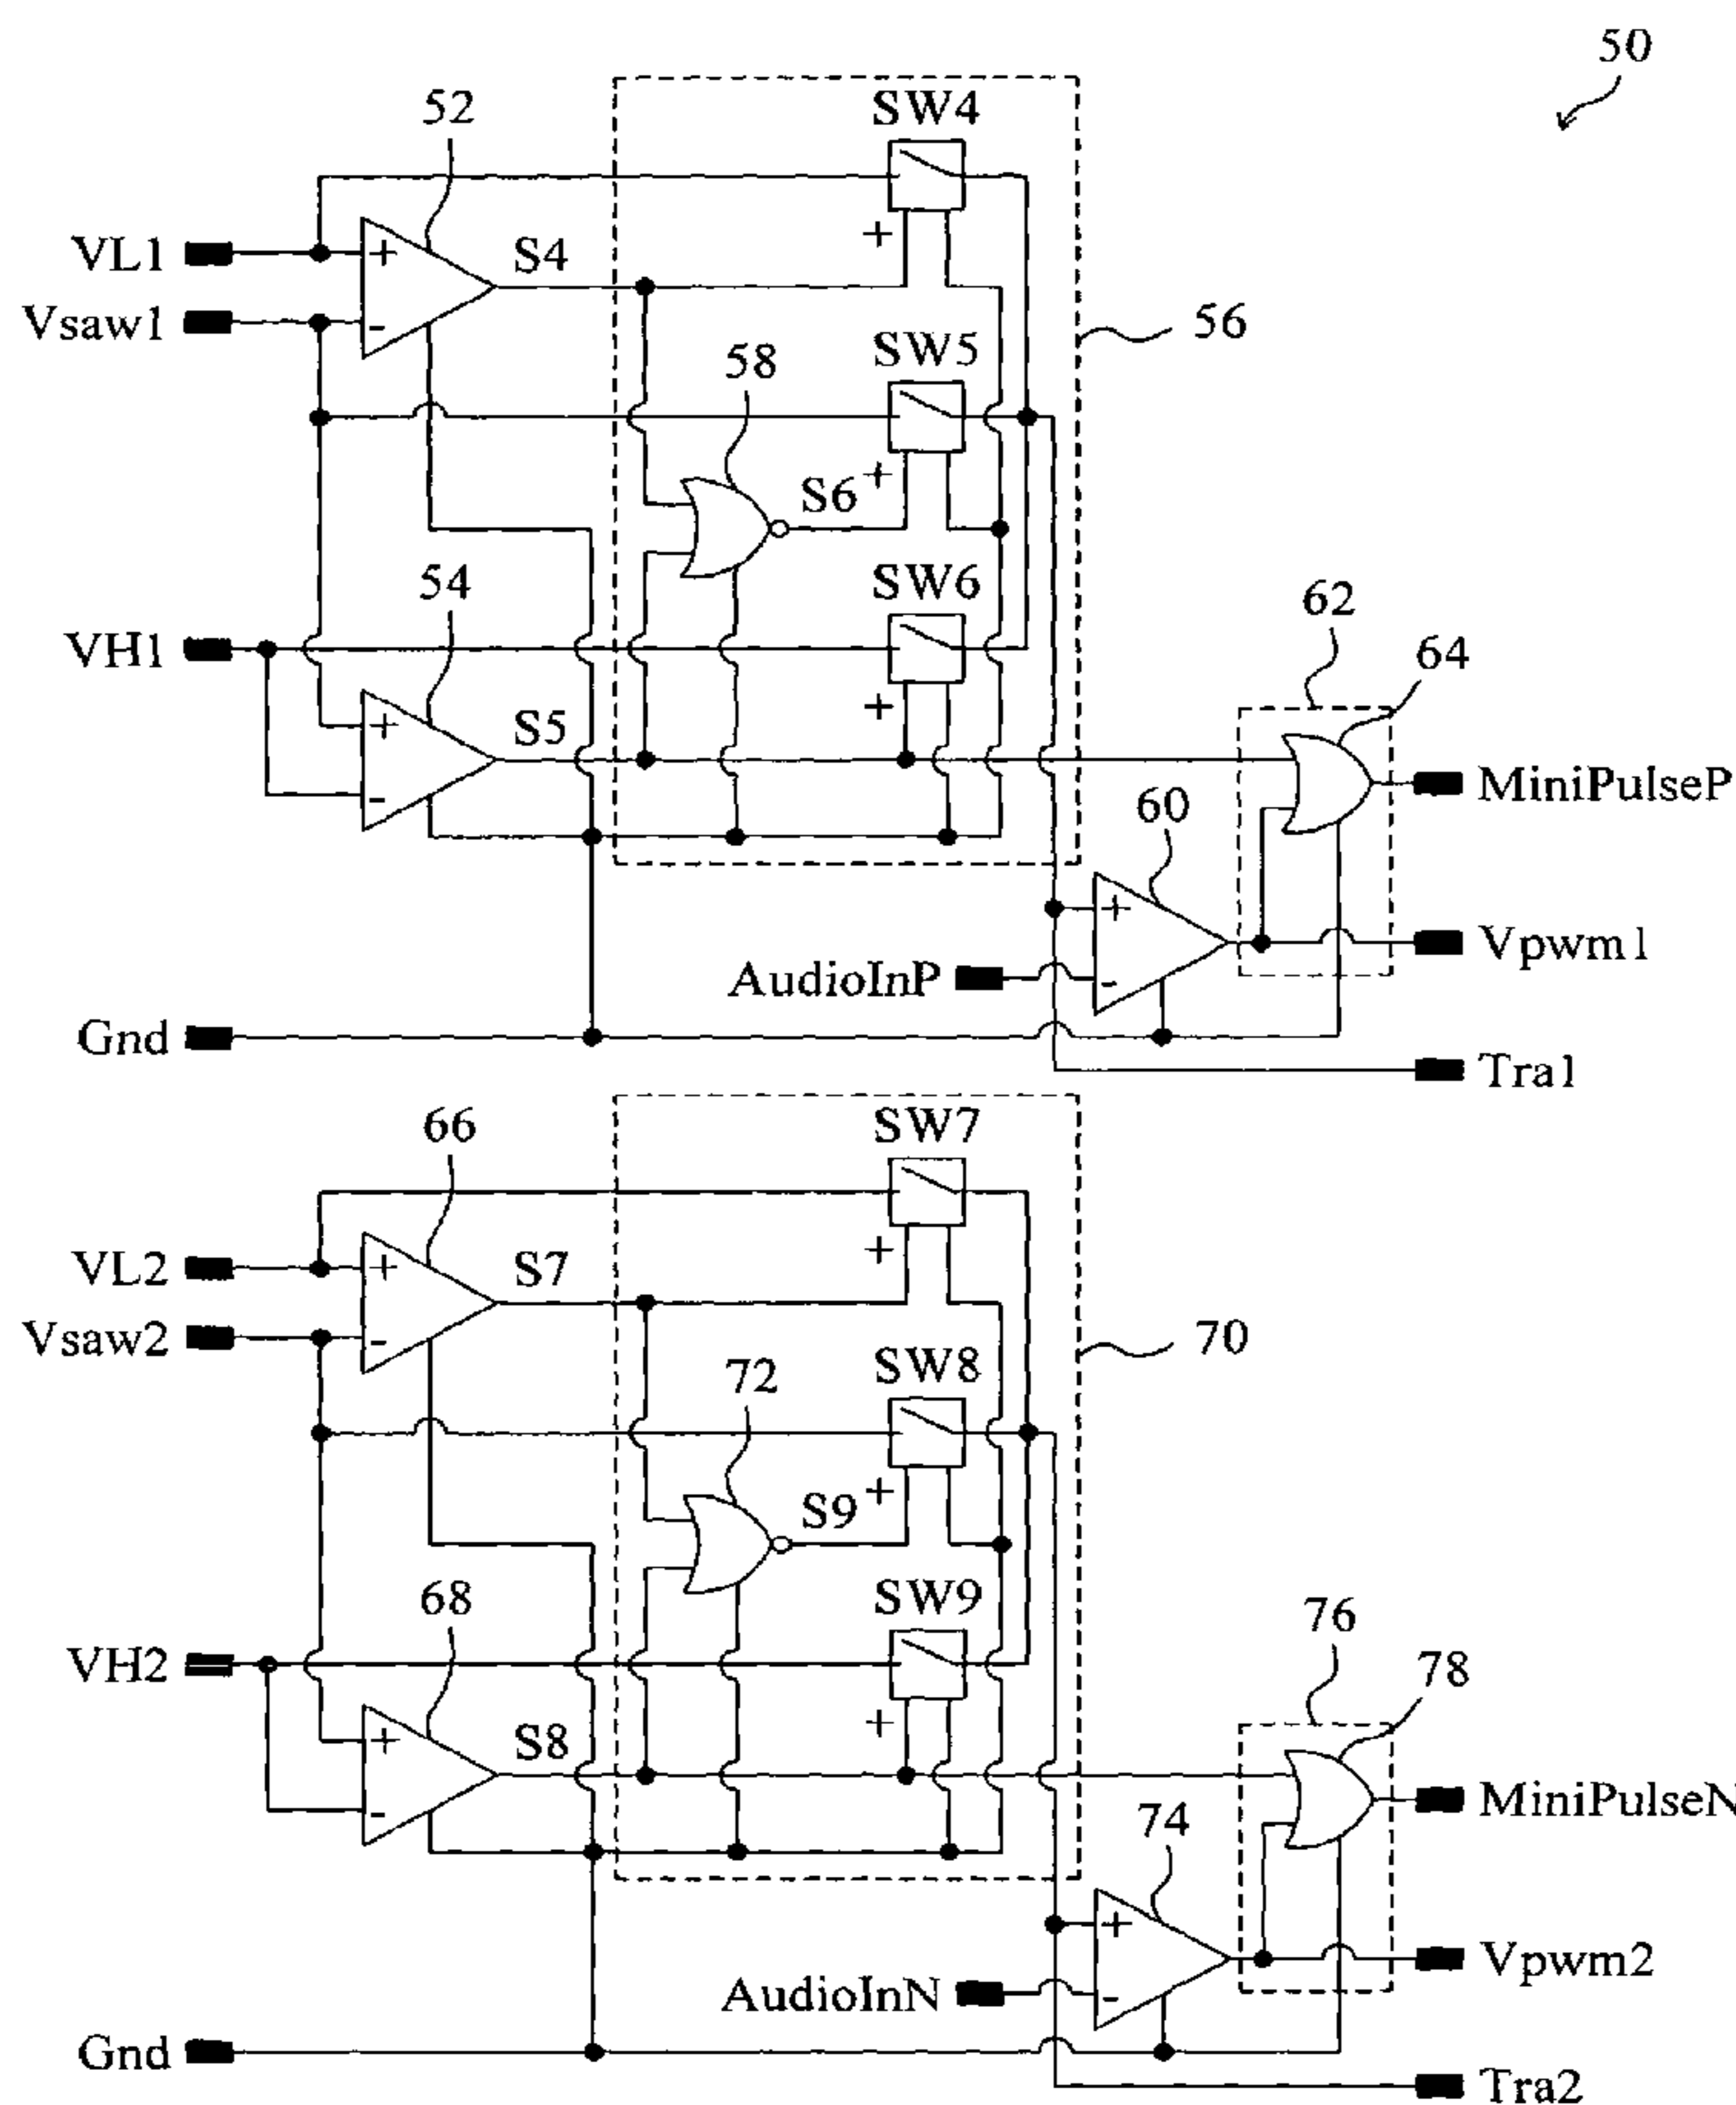 50
52
SW4
VL1
+
S4
+
Vsaw1
-
56
SW5
58
S6
+
54
SW6
62
VH1
64
+
S5
+
-
MiniPulseP
60
+
Vpwm1
AudioInP
-
Gnd
Tra1
66
SW7
VL2
+
S7
+
Vsaw2
-
70
SW8
72
S9
+
68
SW9
76
VH2
78
+
S8
+
-
MiniPulseN
74
+
Vpwm2
AudioInN
-
Gnd
Tra2